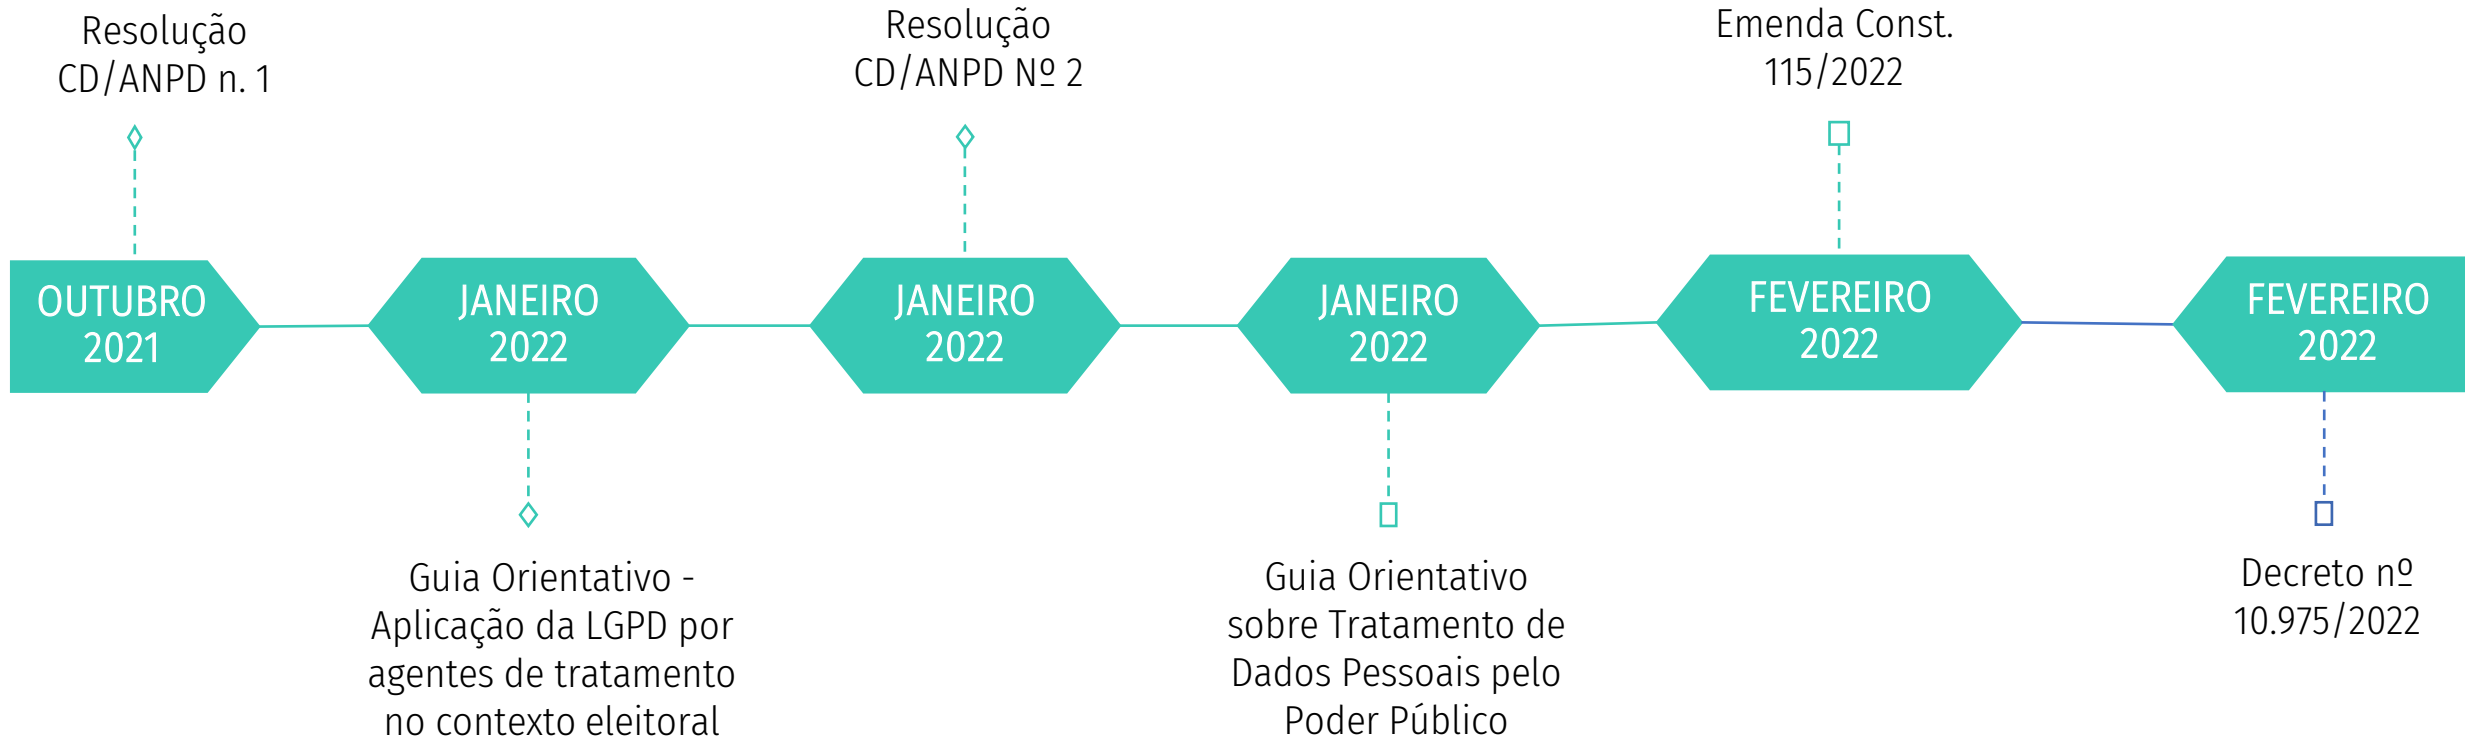 Resolução
CD/ANPD n. 1
Resolução
CD/ANPD Nº 2
Emenda Const.
115/2022
OUTUBRO
2021
JANEIRO
2022
JANEIRO
2022
JANEIRO
2022
FEVEREIRO
2022
FEVEREIRO
2022
Guia Orientativo -
Aplicação da LGPD por
agentes de tratamento
no contexto eleitoral
Guia Orientativo
sobre Tratamento de
Dados Pessoais pelo
Poder Público
Decreto nº
10.975/2022